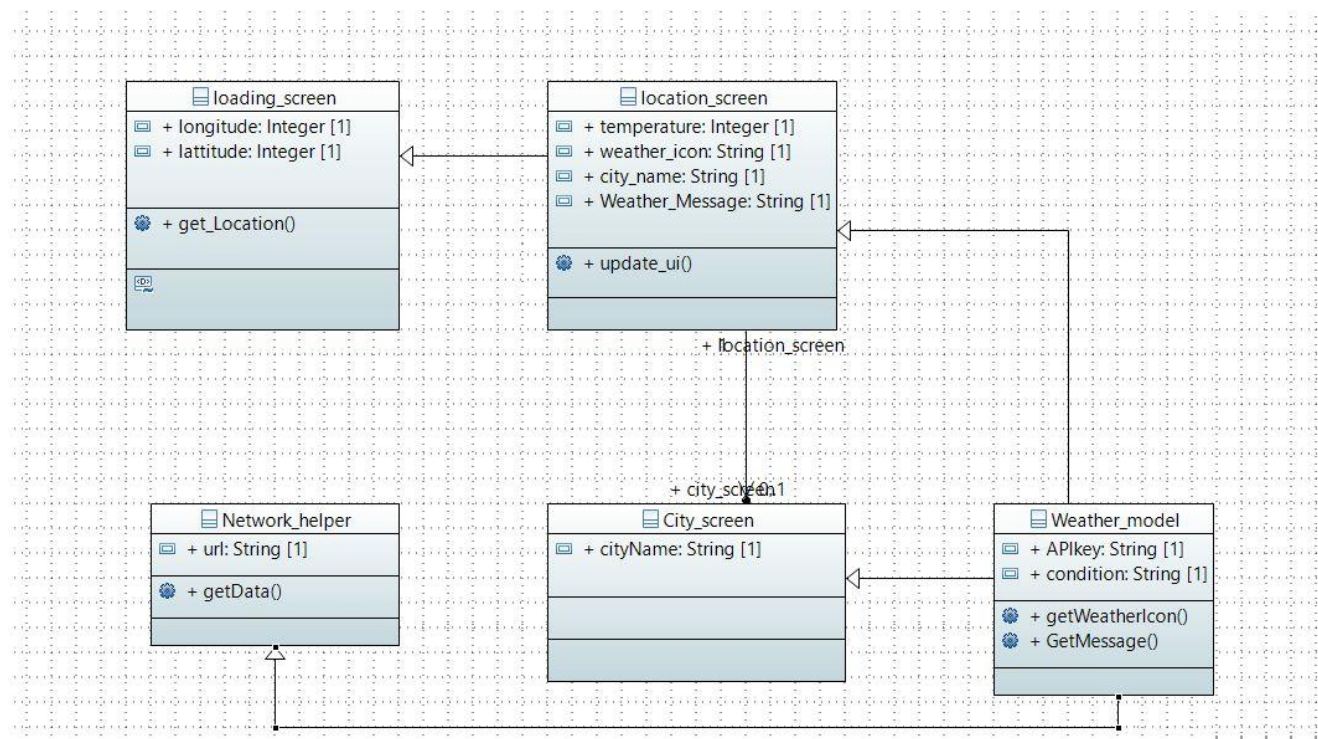 loading_screen
+ longitude: Integer [1]
+ lattitude: Integer [1]
+ get_Location()
location_screen
+ temperature: Integer [1]
+ weather_icon: String [1]
+ city_name: String [1]
+ Weather_Message: String [1]
+ update_ui()
+ location_screen
+ city_screen
Network_helper
+ url: String [1]
+ getData()
City_screen
+ cityName: String [1]
Weather_model
+ APIkey: String [1]
+ condition: String [1]
+ getWeatherIcon()
+ GetMessage()